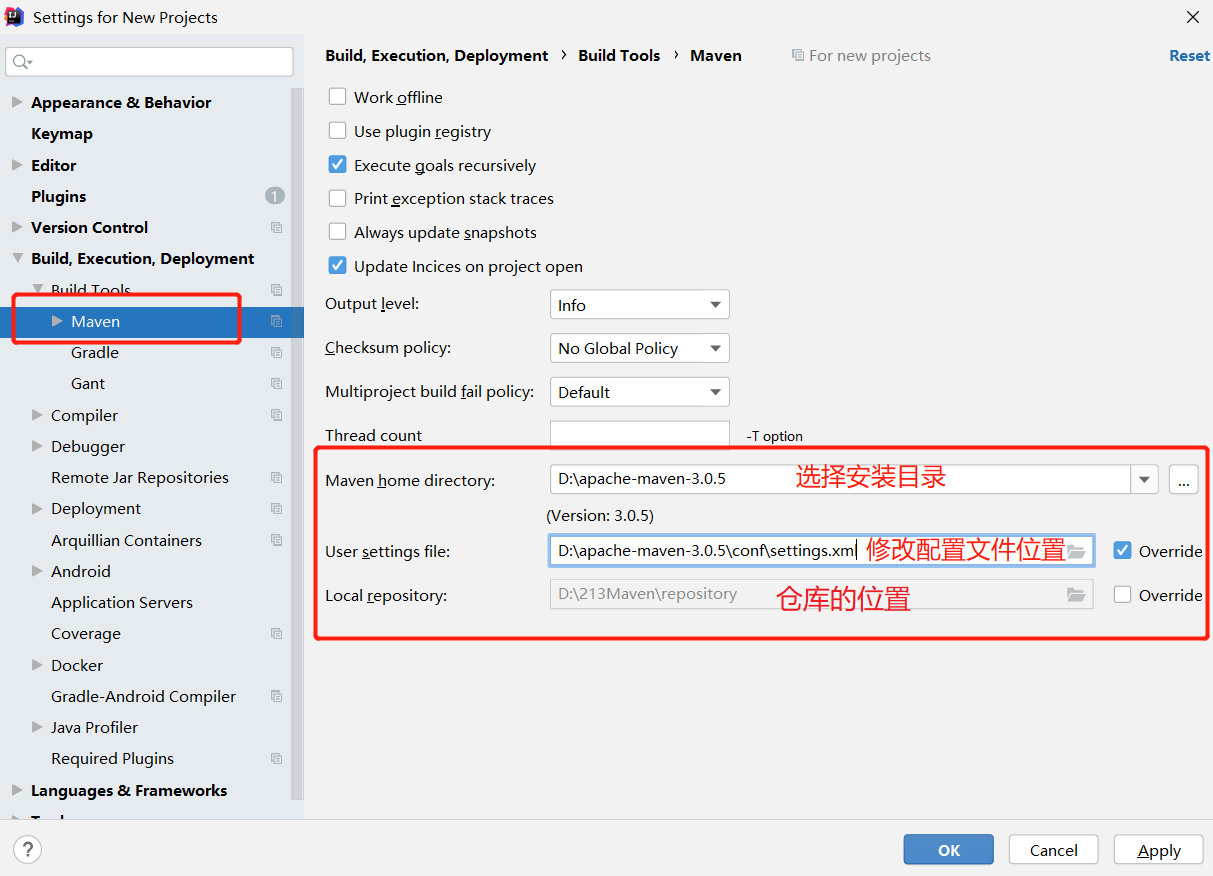 Settings for New Projects
Build, Execution, Deployment › Build Tools › Maven For new projects Reset
Appearance & Behavior
Keymap
Editor
Plugins 1
Version Control
Build, Execution, Deployment
Build Tools
Maven
Gradle
Gant
Compiler
Debugger
Remote Jar Repositories
Deployment
Arquillian Containers
Android
Application Servers
Coverage
Docker
Gradle-Android Compiler
Java Profiler
Required Plugins
Languages & Frameworks
Work offline
Use plugin registry
Execute goals recursively
Print exception stack traces
Always update snapshots
Update Incices on project open
Output level: Info
Checksum policy: No Global Policy
Multiproject build fail policy: Default
Thread count -T option
Maven home directory: D:\apache-maven-3.0.5 选择安装目录 ...
(Version: 3.0.5)
User settings file: D:\apache-maven-3.0.5\conf\settings.xml 修改配置文件位置 Override
Local repository: D:\213Maven\repository 仓库的位置 Override
? OK Cancel Apply